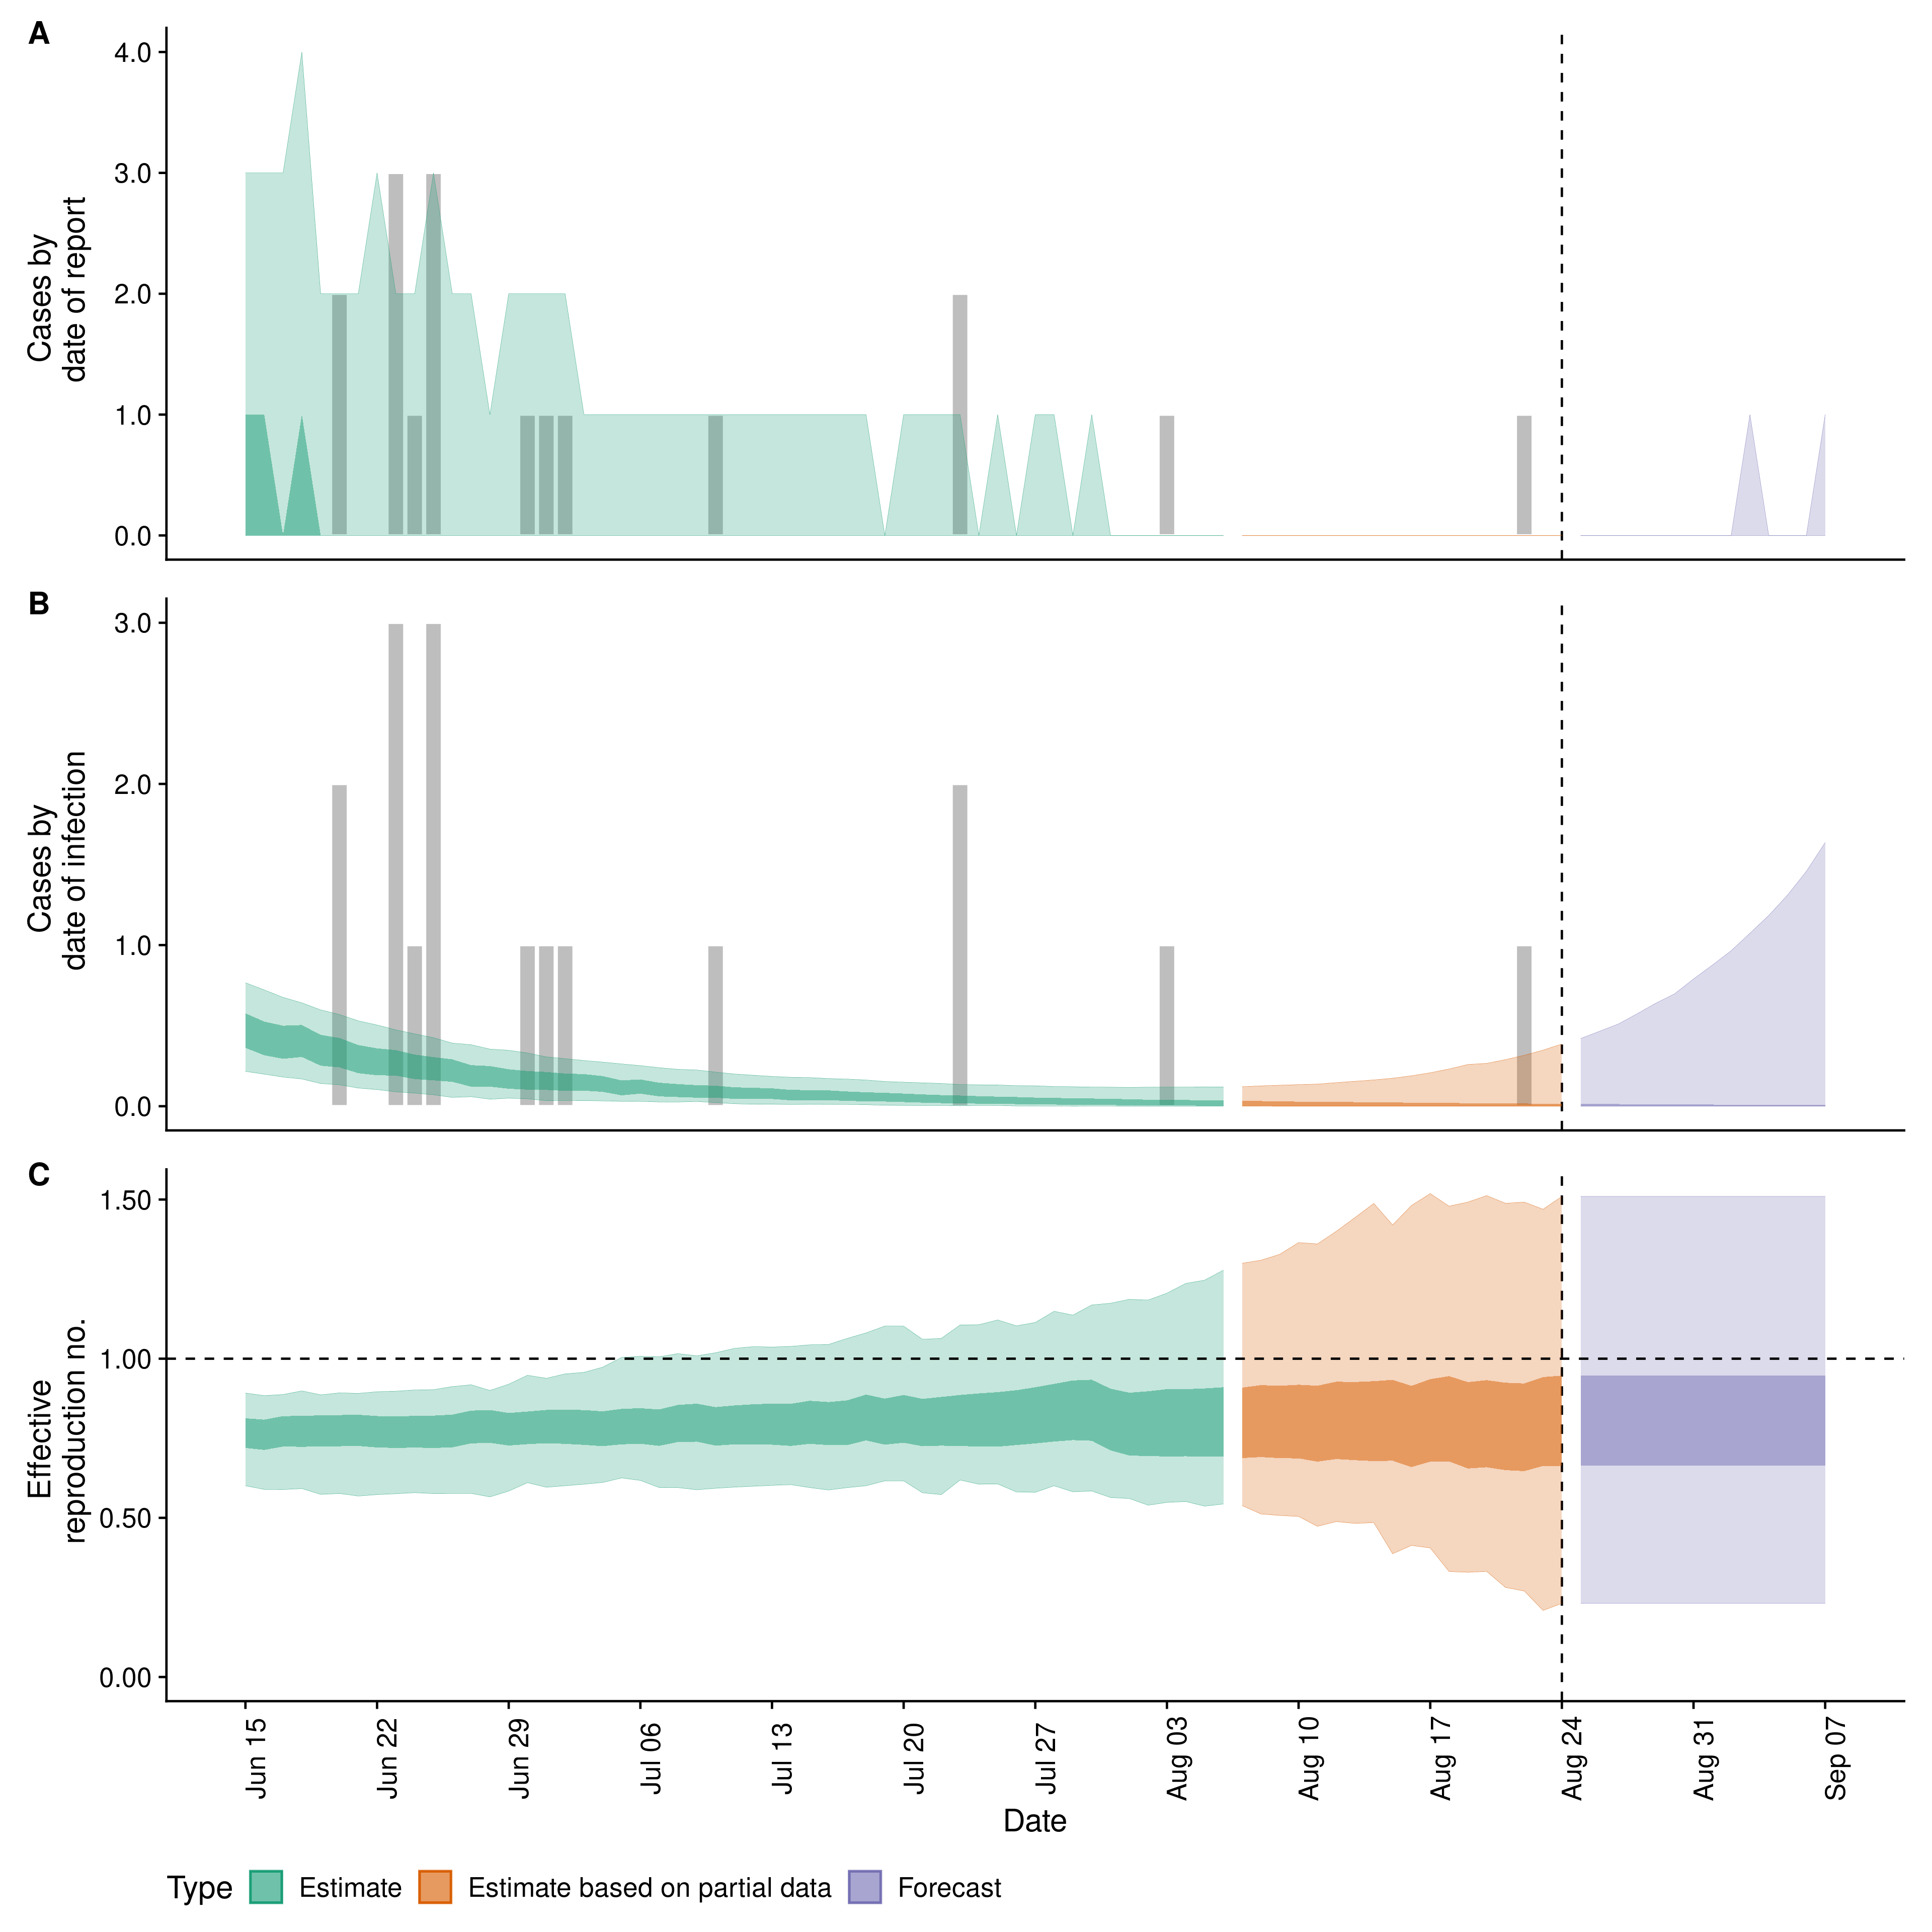 A
Cases by
date of report
4.0
3.0
2.0
1.0
0.0
B
Cases by
date of infection
3.0
2.0
1.0
0.0
C
Effective
reproduction no.
1.50
1.00
0.50
0.00
Jun 15
Jun 22
Jun 29
Jul 06
Jul 13
Jul 20
Jul 27
Aug 03
Aug 10
Aug 17
Aug 24
Aug 31
Sep 07
Date
Type Estimate Estimate based on partial data Forecast